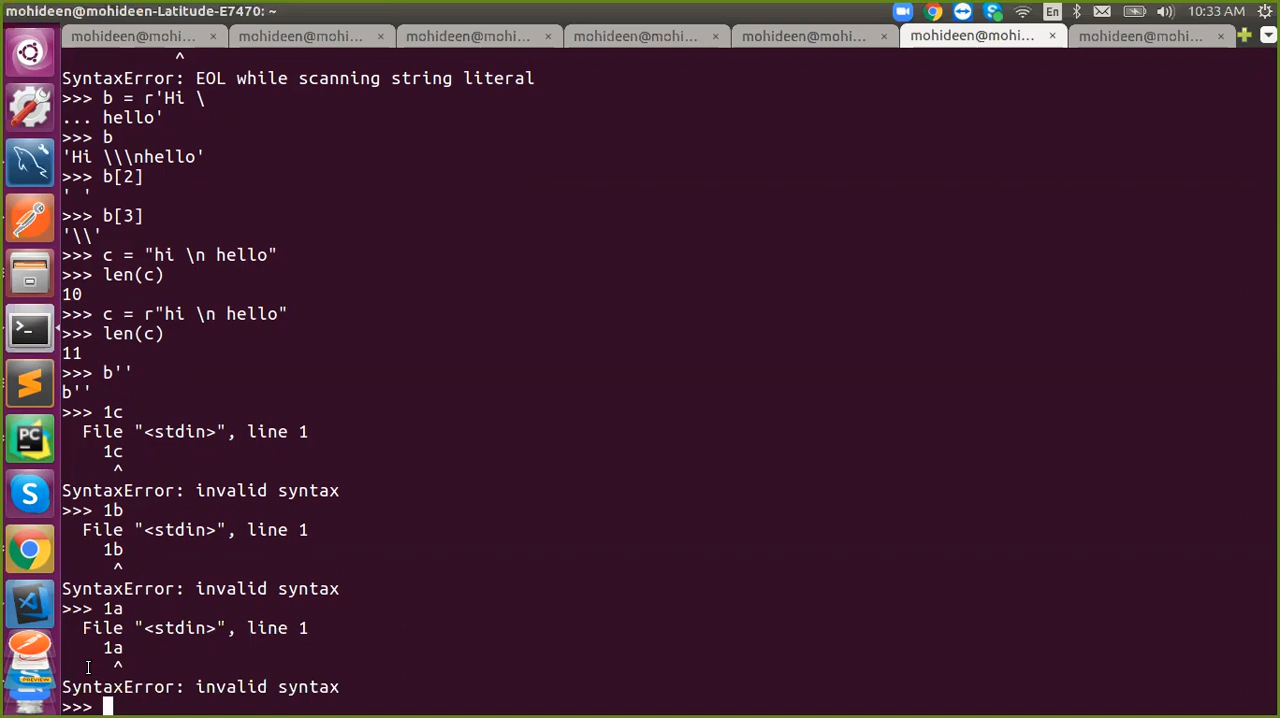 mohideen@mohideen-Latitude-E7470: ~
En
10:33 AM
mohideen@mohi... × mohideen@mohi... × mohideen@mohi... × mohideen@mohi... × mohideen@mohi... × mohideen@mohi... × mohideen@mohi... ×
^
SyntaxError: EOL while scanning string literal
>>> b = r'Hi \
... hello'
>>> b
'Hi \\\nhello'
>>> b[2]
' '
>>> b[3]
'\\'
>>> c = "hi \n hello"
>>> len(c)
10
>>> c = r"hi \n hello"
>>> len(c)
11
>>> b''
b''
>>> 1c
File "<stdin>", line 1
1c
^
SyntaxError: invalid syntax
>>> 1b
File "<stdin>", line 1
1b
^
SyntaxError: invalid syntax
>>> 1a
File "<stdin>", line 1
1a
^
SyntaxError: invalid syntax
>>>
PC
S
PREVIEW